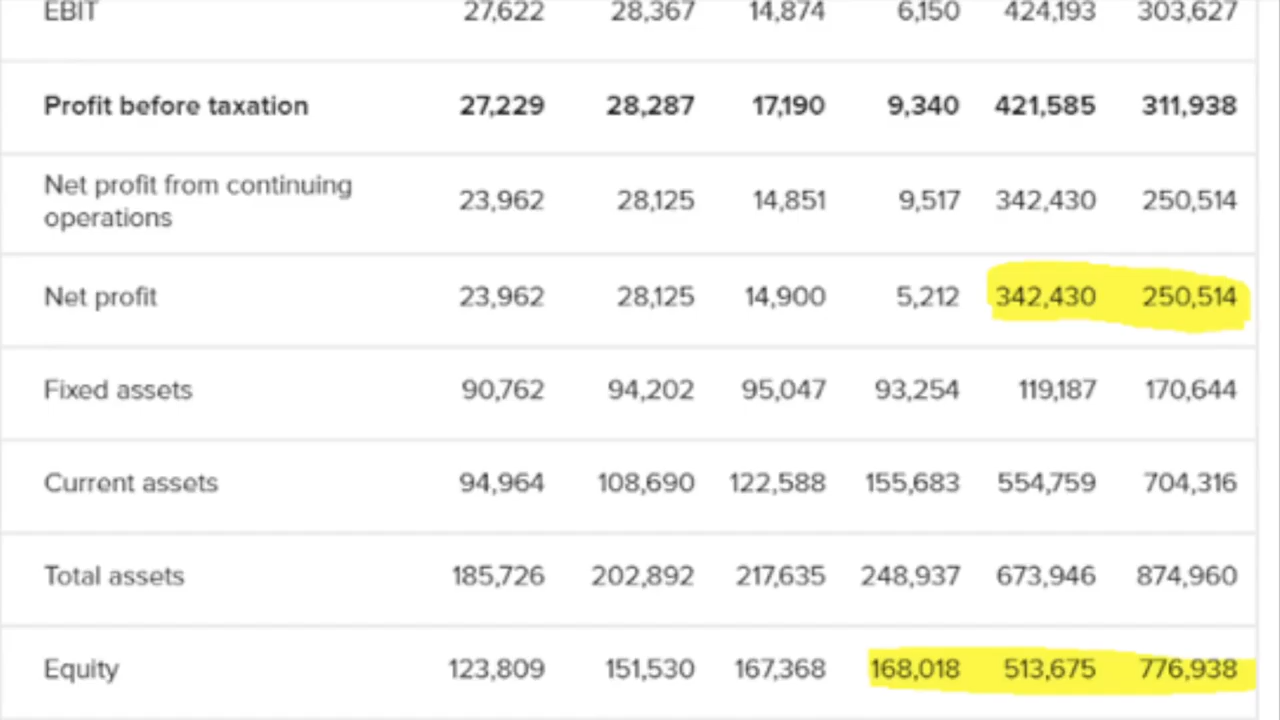 EBIT 27,622 28,367 14,874 6,150 424,193 303,627
Profit before taxation 27,229 28,287 17,190 9,340 421,585 311,938
Net profit from continuing
operations 23,962 28,125 14,851 9,517 342,430 250,514
Net profit 23,962 28,125 14,900 5,212 342,430 250,514
Fixed assets 90,762 94,202 95,047 93,254 119,187 170,644
Current assets 94,964 108,690 122,588 155,683 554,759 704,316
Total assets 185,726 202,892 217,635 248,937 673,946 874,960
Equity 123,809 151,530 167,368 168,018 513,675 776,938